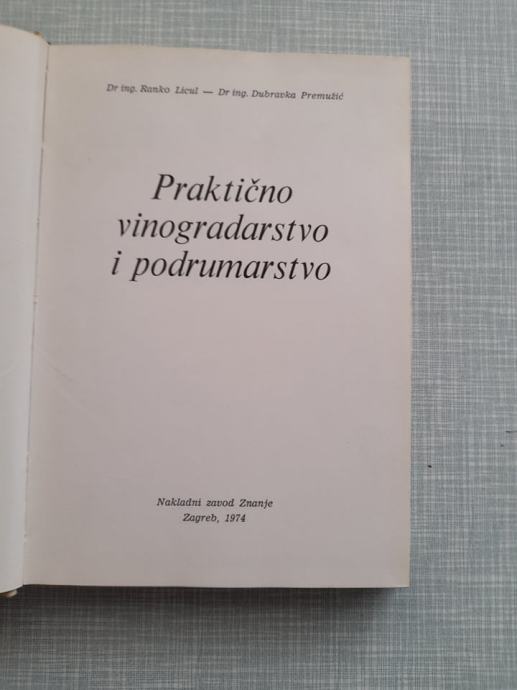 Dr ing. Ranko Licul — Dr ing. Dubravka Premužić
Praktično
vinogradarstvo
i podrumarstvo
Nakladni zavod Znanje
Zagreb, 1974